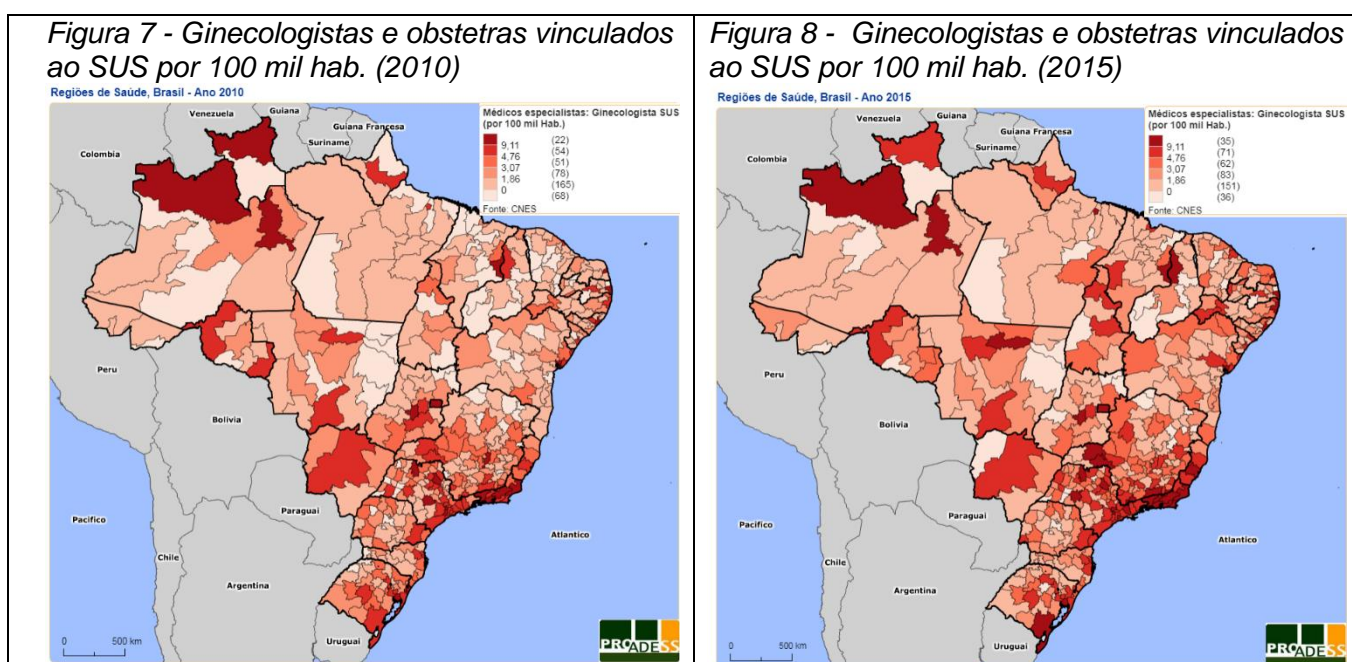 Figura 7 - Ginecologistas e obstetras vinculados
ao SUS por 100 mil hab. (2010)
Regiões de Saúde, Brasil - Ano 2010
Médicos especialistas: Ginecologista SUS
(por 100 mil Hab.)
(22)
9,11
(54)
4,76
(51)
3,07
(78)
1,86
(165)
0
(68)
Fonte: CNES
Venezuela
Guiana
Guiana Francesa
Suriname
Colombia
Peru
Bolivia
Paraguai
Pacifico
Atlantico
Chile
Argentina
Uruguai
0 500 km
PROADESS
Figura 8 - Ginecologistas e obstetras vinculados
ao SUS por 100 mil hab. (2015)
Regiões de Saúde, Brasil - Ano 2015
Médicos especialistas: Ginecologista SUS
(por 100 mil Hab.)
(35)
9,11
(71)
4,76
(62)
3,07
(83)
1,86
(151)
0
(36)
Fonte: CNES
Venezuela
Guiana
Guiana Francesa
Suriname
Colombia
Peru
Bolivia
Paraguai
Pacifico
Atlantico
Chile
Argentina
Uruguai
0 500 km
PROADESS